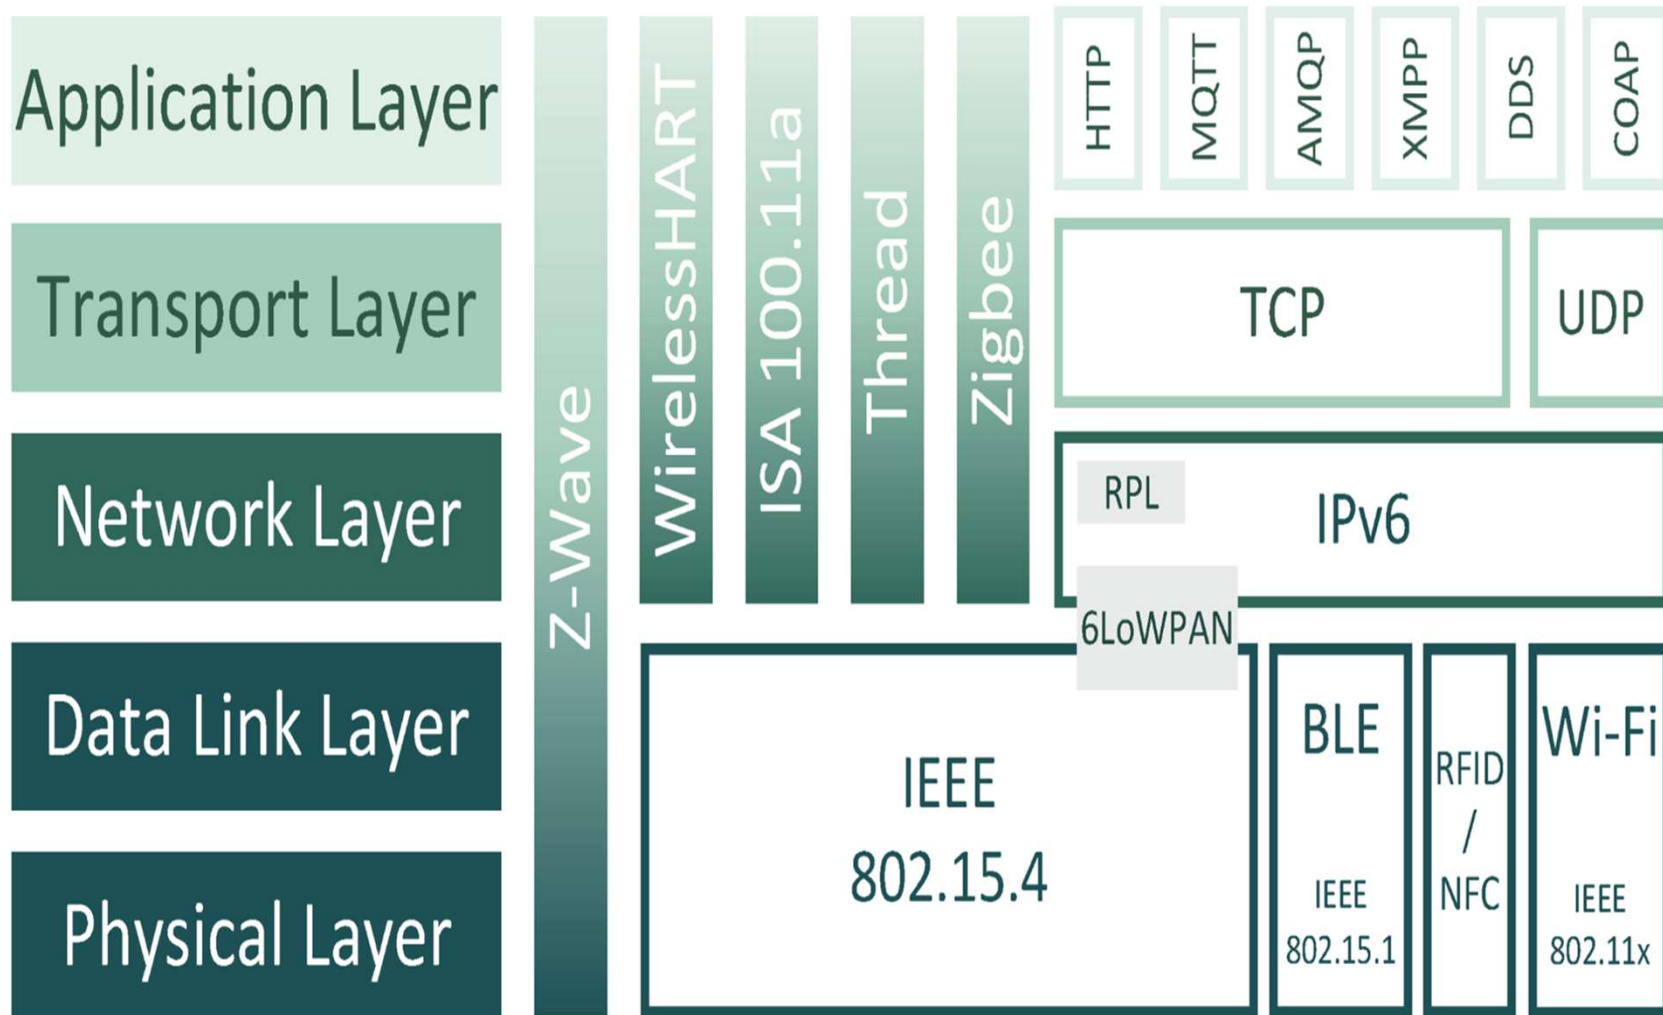 Application Layer
Transport Layer
Network Layer
Data Link Layer
Physical Layer
Z-Wave
WirelessHART
ISA 100.11a
Thread
Zigbee
HTTP
MQTT
AMQP
XMPP
DDS
COAP
TCP
UDP
RPL
IPv6
6LoWPAN
IEEE
802.15.4
BLE
IEEE
802.15.1
RFID
/
NFC
Wi-Fi
IEEE
802.11x